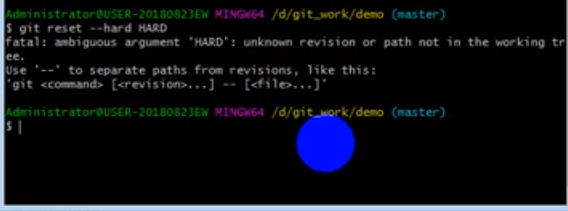 Administrator@USER-20180823EW MINGW64 /d/git_work/demo (master)
$ git reset --hard HARD
fatal: ambiguous argument 'HARD': unknown revision or path not in the working tr
ee.
Use '--' to separate paths from revisions, like this:
'git <command> [<revision>...] -- [<file>...]'
Administrator@USER-20180823EW MINGW64 /d/git_work/demo (master)
$